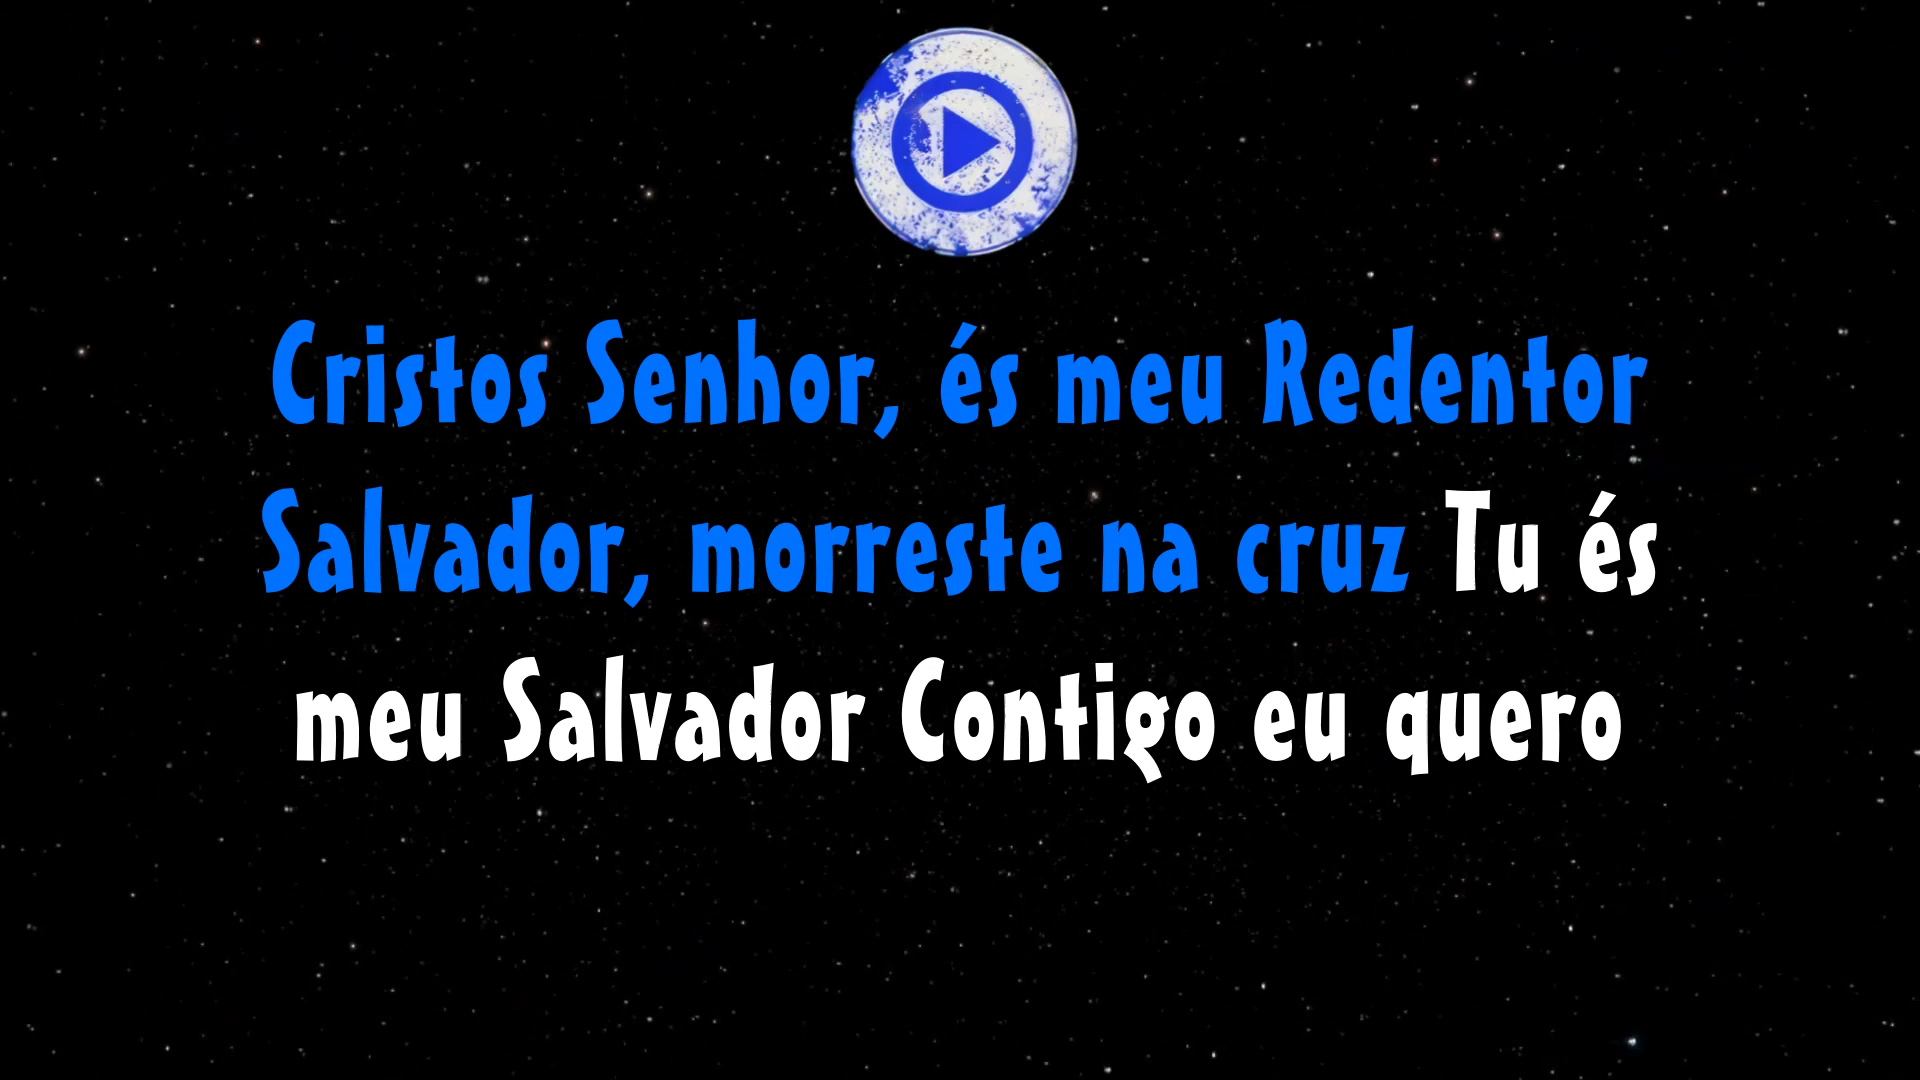 Cristos Senhor, és meu Redentor
Salvador, morreste na cruz Tu és
meu Salvador Contigo eu quero